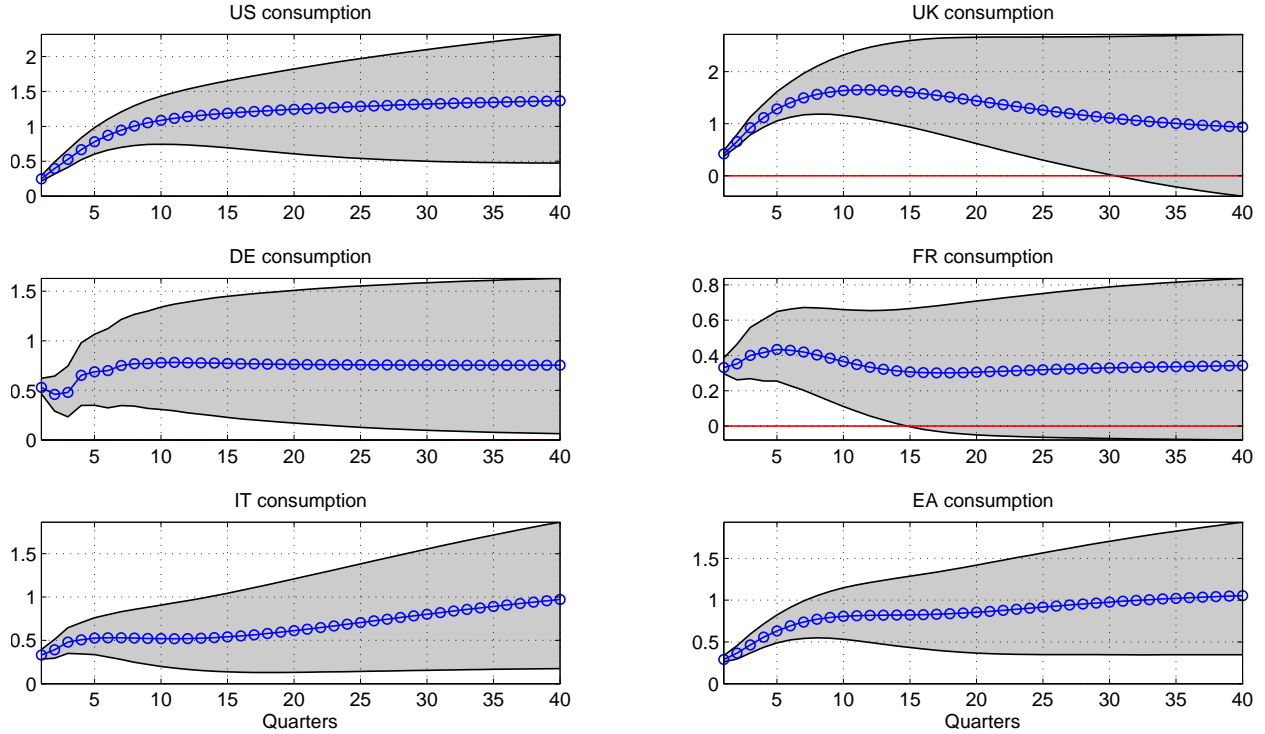 US consumption
2
1.5
1
0.5
0
5 10 15 20 25 30 35 40
UK consumption
2
1
0
5 10 15 20 25 30 35 40
DE consumption
1.5
1
0.5
0
5 10 15 20 25 30 35 40
FR consumption
0.8
0.6
0.4
0.2
0
5 10 15 20 25 30 35 40
IT consumption
1.5
1
0.5
0
5 10 15 20 25 30 35 40
Quarters
EA consumption
1.5
1
0.5
0
5 10 15 20 25 30 35 40
Quarters